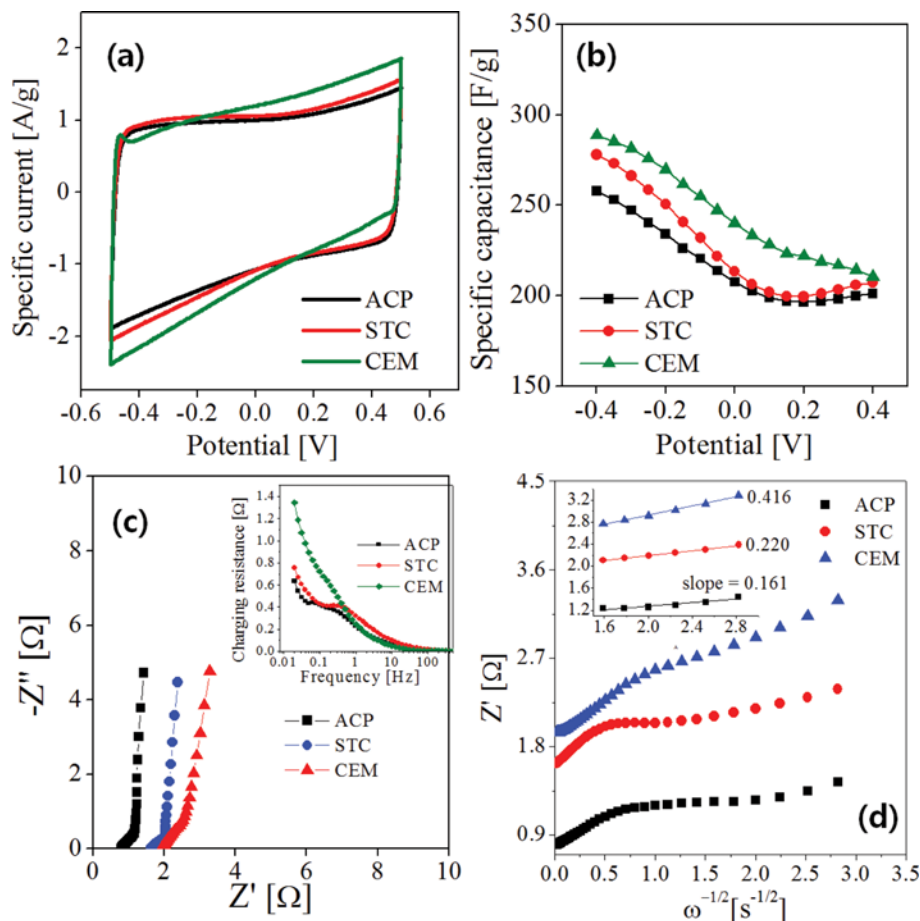 (a)
Specific current [A/g]
2
1
0
-1
-2
ACP
STC
CEM
-0.6 -0.4 -0.2 0.0 0.2 0.4 0.6
Potential [V]
(b)
Specific capacitance [F/g]
350
300
250
200
150
ACP
STC
CEM
-0.4 -0.2 0.0 0.2 0.4
Potential [V]
(c)
-Z" [Ω]
10
8
6
4
2
0
Charging resistance [Ω]
1.4
1.2
1.0
0.8
0.6
0.4
0.2
0.0
ACP
STC
CEM
0.01 0.1 1 10 100
Frequency [Hz]
ACP
STC
CEM
0 2 4 6 8 10
Z' [Ω]
Z' [Ω]
4.5
3.6
2.7
1.8
0.9
3.2
2.8
2.4
2.0
1.6
1.2
0.416
0.220
slope = 0.161
1.6 2.0 2.4 2.8
ACP
STC
CEM
(d)
0.0 0.5 1.0 1.5 2.0 2.5 3.0 3.5
ω⁻¹/² [s⁻¹/²]